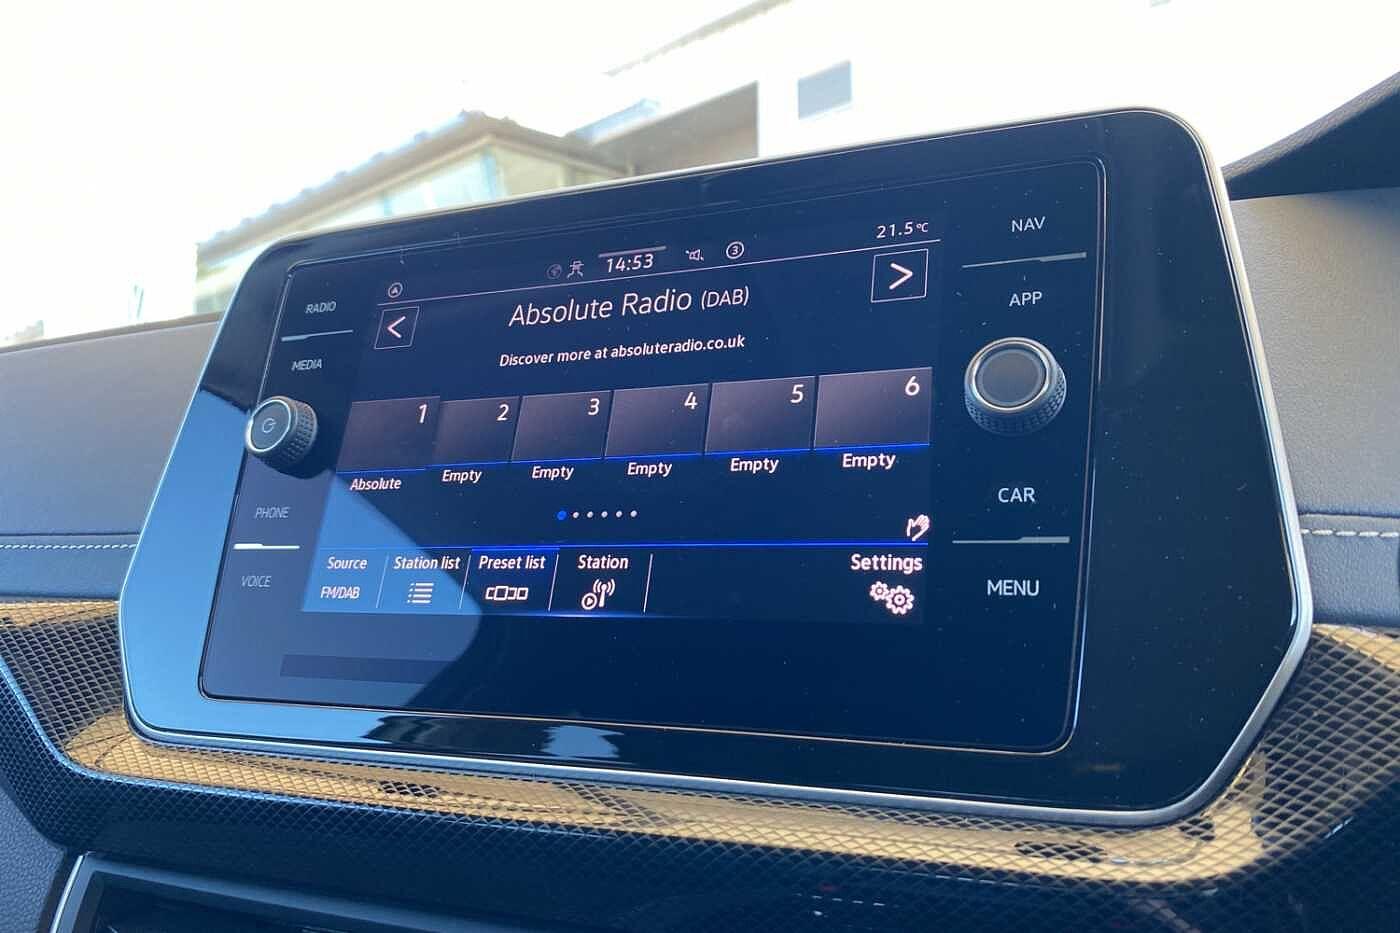 14:53
3
21.5°C
Absolute Radio (DAB)
Discover more at absoluteradio.co.uk
1
2
3
4
5
6
Absolute
Empty
Empty
Empty
Empty
Empty
Source
FM/DAB
Station list
Preset list
Station
Settings
RADIO
MEDIA
PHONE
VOICE
NAV
APP
CAR
MENU